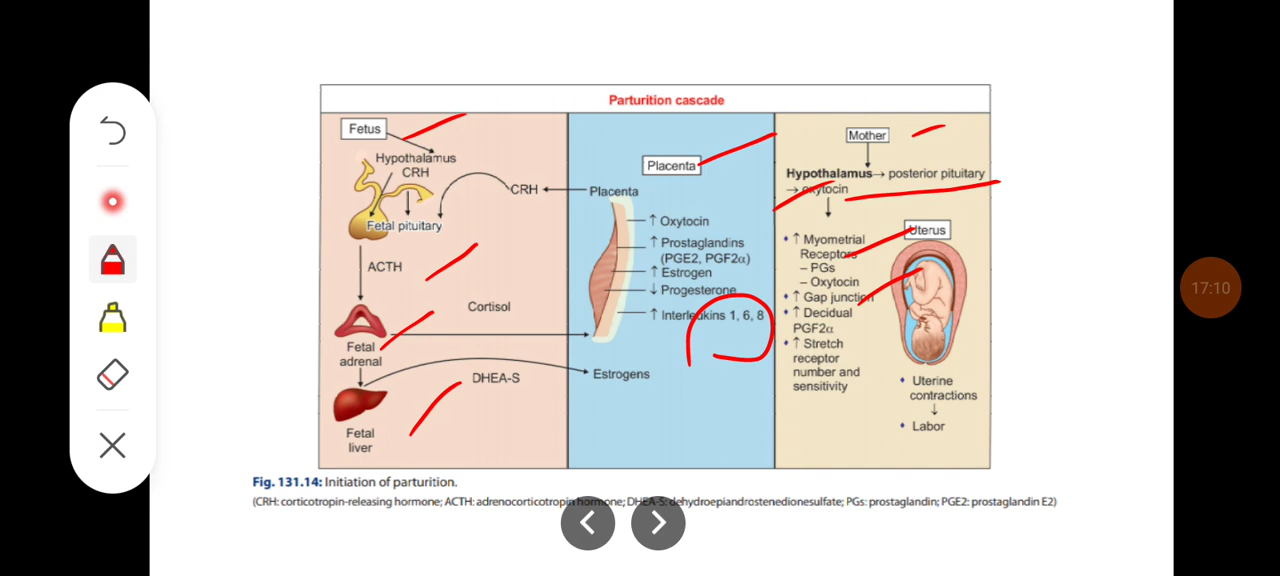 Parturition cascade
Fetus
Hypothalamus
CRH
Fetal pituitary
ACTH
Fetal
adrenal
Fetal
liver
CRH
Cortisol
DHEA-S
Placenta
Placenta
↑ Oxytocin
↑ Prostaglandins
(PGE2, PGF2α)
↑ Estrogen
↓ Progesterone
↑ Interleukins 1, 6, 8
Estrogens
Mother
Hypothalamus→ posterior pituitary
→ oxytocin
↑ Myometrial
Receptors
– PGs
– Oxytocin
↑ Gap junction
↑ Decidual
PGF2α
↑ Stretch
receptor
number and
sensitivity
Uterus
Uterine
contractions
↓
Labor
Fig. 131.14: Initiation of parturition.
(CRH: corticotropin-releasing hormone; ACTH: adrenocorticotropin hormone; DHEA-S: dehydroepiandrostenedionesulfate; PGs: prostaglandin; PGE2: prostaglandin E2)
17:10